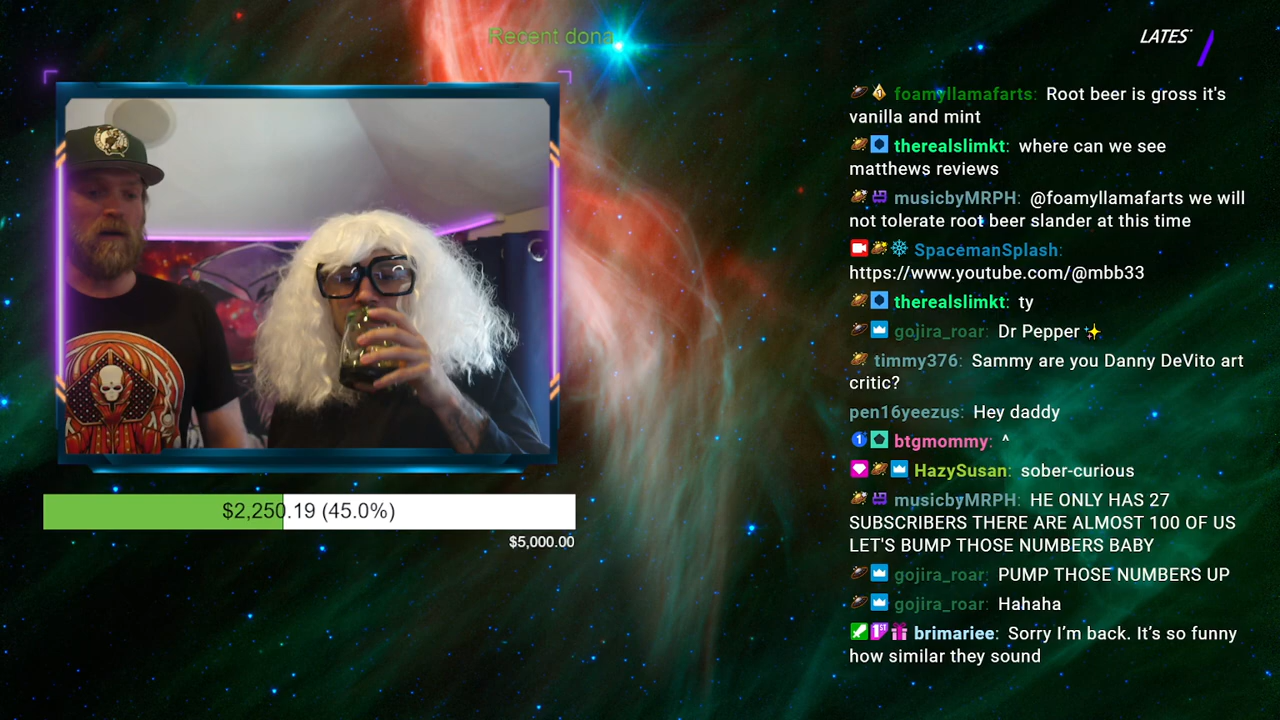 Recent dona
LATES
foamyllamafarts: Root beer is gross it's
vanilla and mint
therealslimkt: where can we see
matthews reviews
musicbyMRPH: @foamyllamafarts we will
not tolerate root beer slander at this time
SpacemanSplash:
https://www.youtube.com/@mbb33
therealslimkt: ty
gojira_roar: Dr Pepper✨
timmy376: Sammy are you Danny DeVito art
critic?
pen16yeezus: Hey daddy
btgmommy: ^
HazySusan: sober-curious
musicbyMRPH: HE ONLY HAS 27
SUBSCRIBERS THERE ARE ALMOST 100 OF US
LET'S BUMP THOSE NUMBERS BABY
gojira_roar: PUMP THOSE NUMBERS UP
gojira_roar: Hahaha
brimariee: Sorry I’m back. It’s so funny
how similar they sound
$2,250.19 (45.0%)
$5,000.00